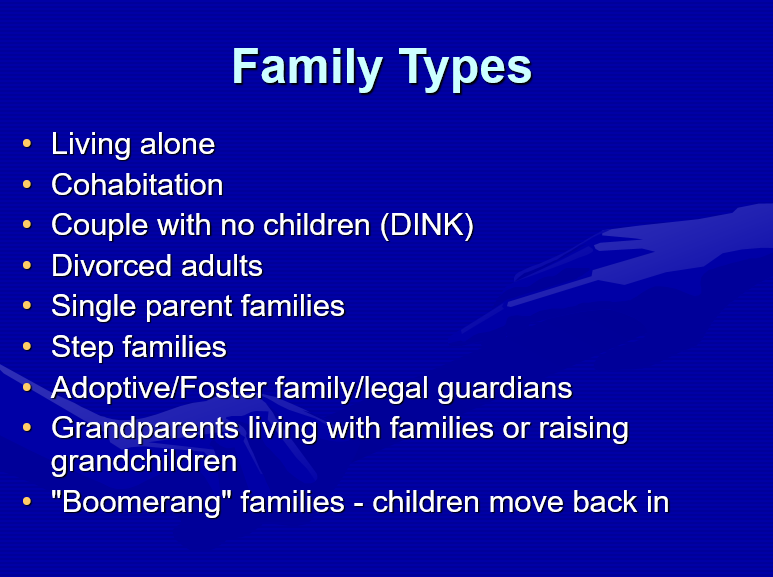 Family Types
• Living alone
• Cohabitation
• Couple with no children (DINK)
• Divorced adults
• Single parent families
• Step families
• Adoptive/Foster family/legal guardians
• Grandparents living with families or raising
grandchildren
• "Boomerang" families - children move back in